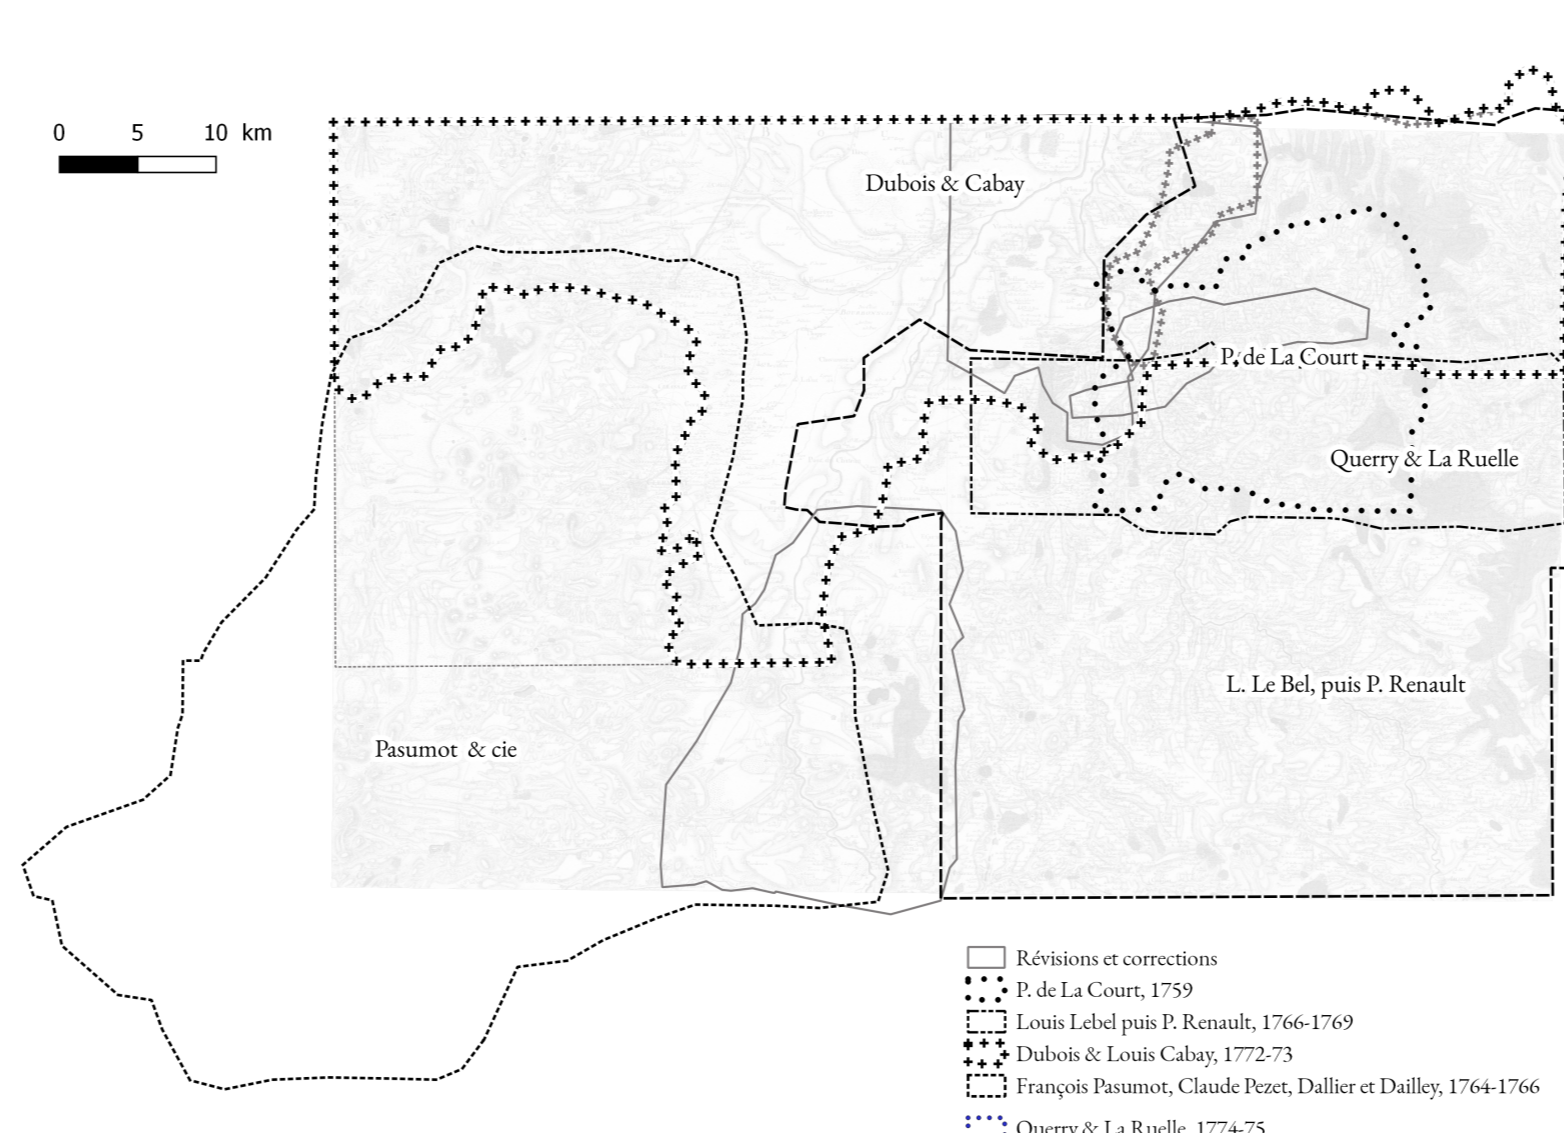 0 5 10 km
Dubois & Cabay
P. de La Court
Querry & La Ruelle
L. Le Bel, puis P. Renault
Pasumot & cie
Révisions et corrections
P. de La Court, 1759
Louis Lebel puis P. Renault, 1766-1769
Dubois & Louis Cabay, 1772-73
François Pasumot, Claude Pezet, Dallier et Dailley, 1764-1766
Querry & La Ruelle, 1774-75